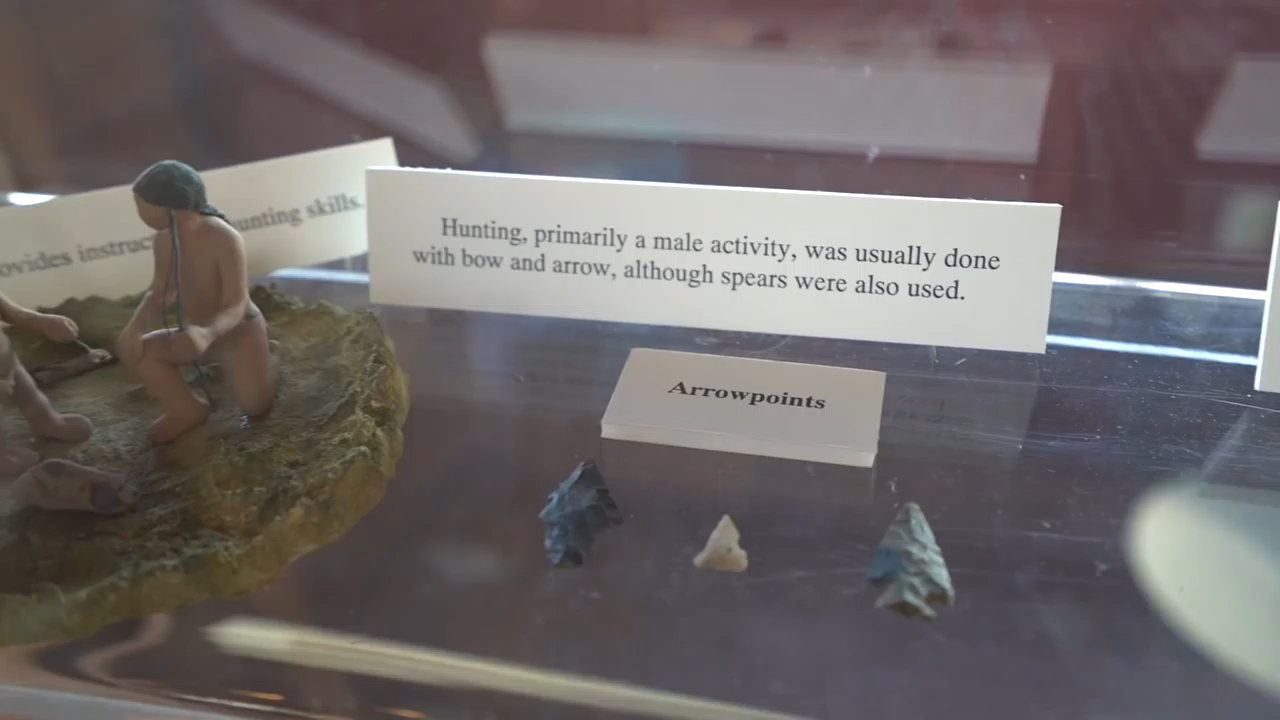 ovides instruc unting skills.
Hunting, primarily a male activity, was usually done
with bow and arrow, although spears were also used.
Arrowpoints